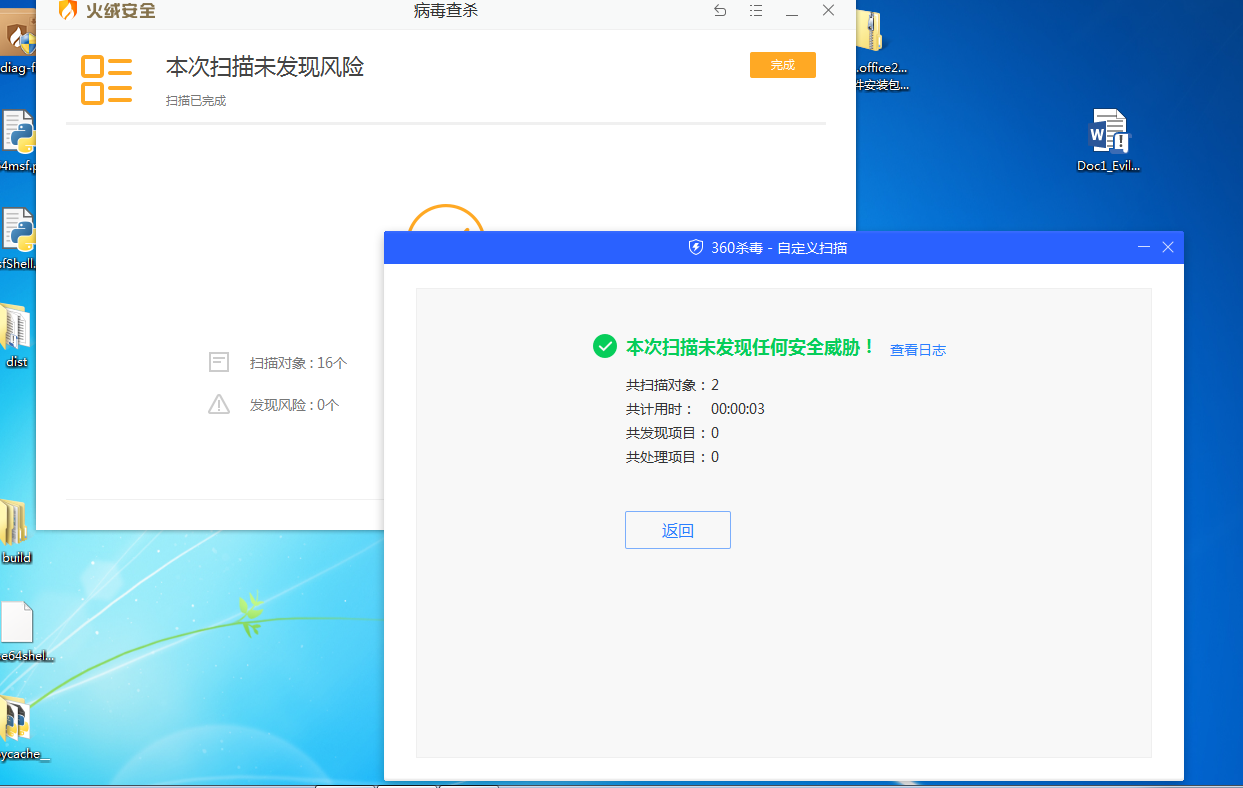 火绒安全
病毒查杀
本次扫描未发现风险
完成
扫描已完成
扫描对象 : 16个
发现风险 : 0个
360杀毒 - 自定义扫描
本次扫描未发现任何安全威胁！ 查看日志
共扫描对象：2
共计用时： 00:00:03
共发现项目：0
共处理项目：0
返回
diag-f
4msf.p
sfShell.
dist
build
e64shel...
ycache__
.office2...
件安装包...
Doc1_Evil...
W